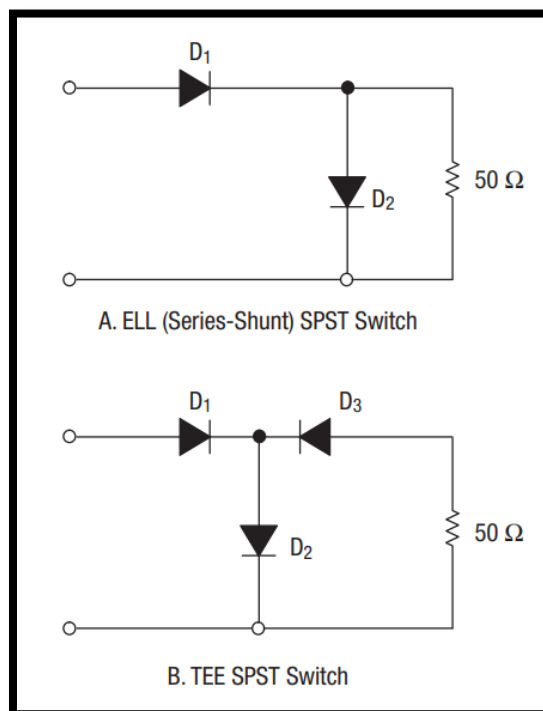 D₁
D₂
50 Ω
A. ELL (Series-Shunt) SPST Switch
D₁ D₃
D₂
50 Ω
B. TEE SPST Switch